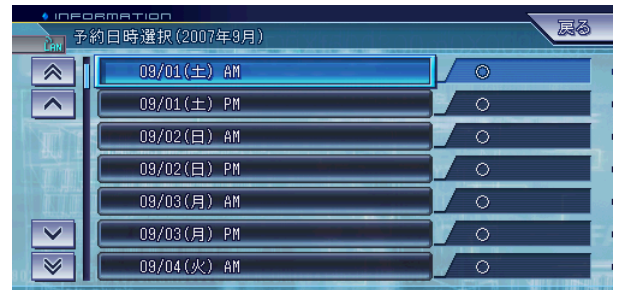 INFORMATION
LAN 予約日時選択(2007年9月) 戻る
09/01(土) AM ○
09/01(土) PM ○
09/02(日) AM ○
09/02(日) PM ○
09/03(月) AM ○
09/03(月) PM ○
09/04(火) AM ○